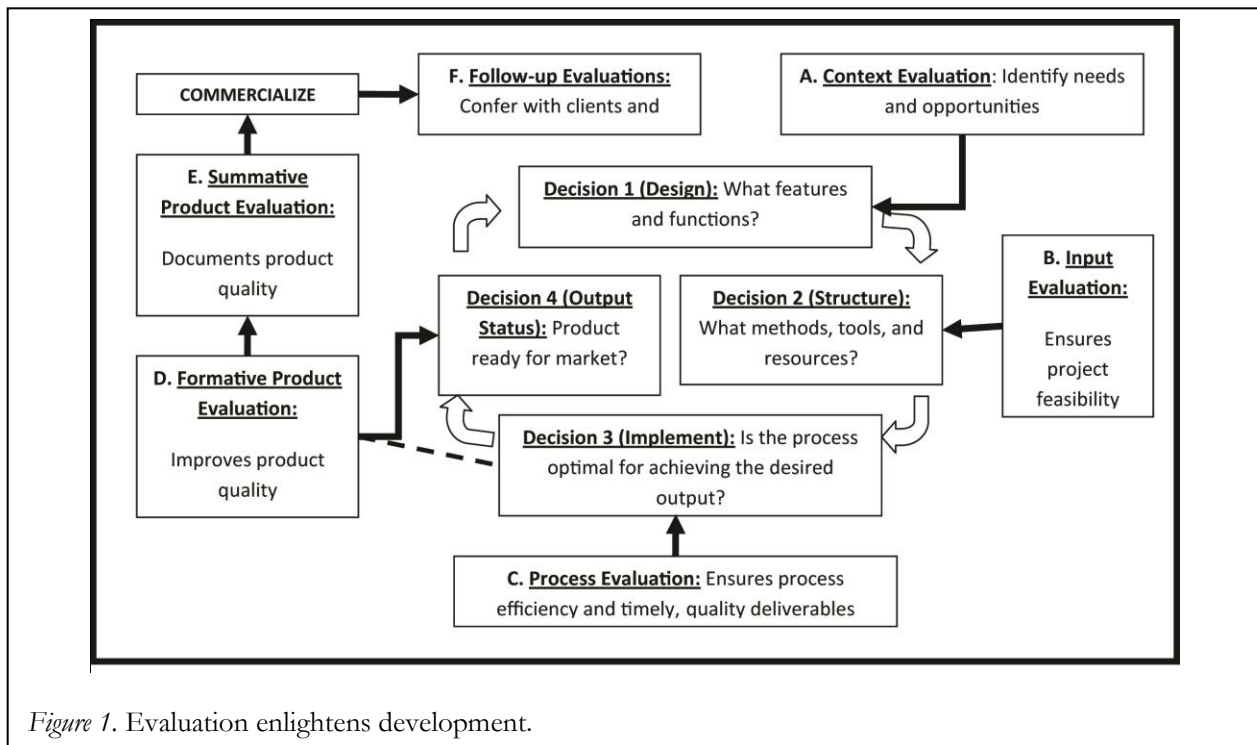 COMMERCIALIZE
F. Follow-up Evaluations:
Confer with clients and
A. Context Evaluation: Identify needs
and opportunities
E. Summative
Product Evaluation:
Documents product
quality
Decision 1 (Design): What features
and functions?
B. Input
Evaluation:
Ensures
project
feasibility
Decision 4 (Output
Status): Product
ready for market?
Decision 2 (Structure):
What methods, tools, and
resources?
D. Formative Product
Evaluation:
Improves product
quality
Decision 3 (Implement): Is the process
optimal for achieving the desired
output?
C. Process Evaluation: Ensures process
efficiency and timely, quality deliverables
Figure 1. Evaluation enlightens development.